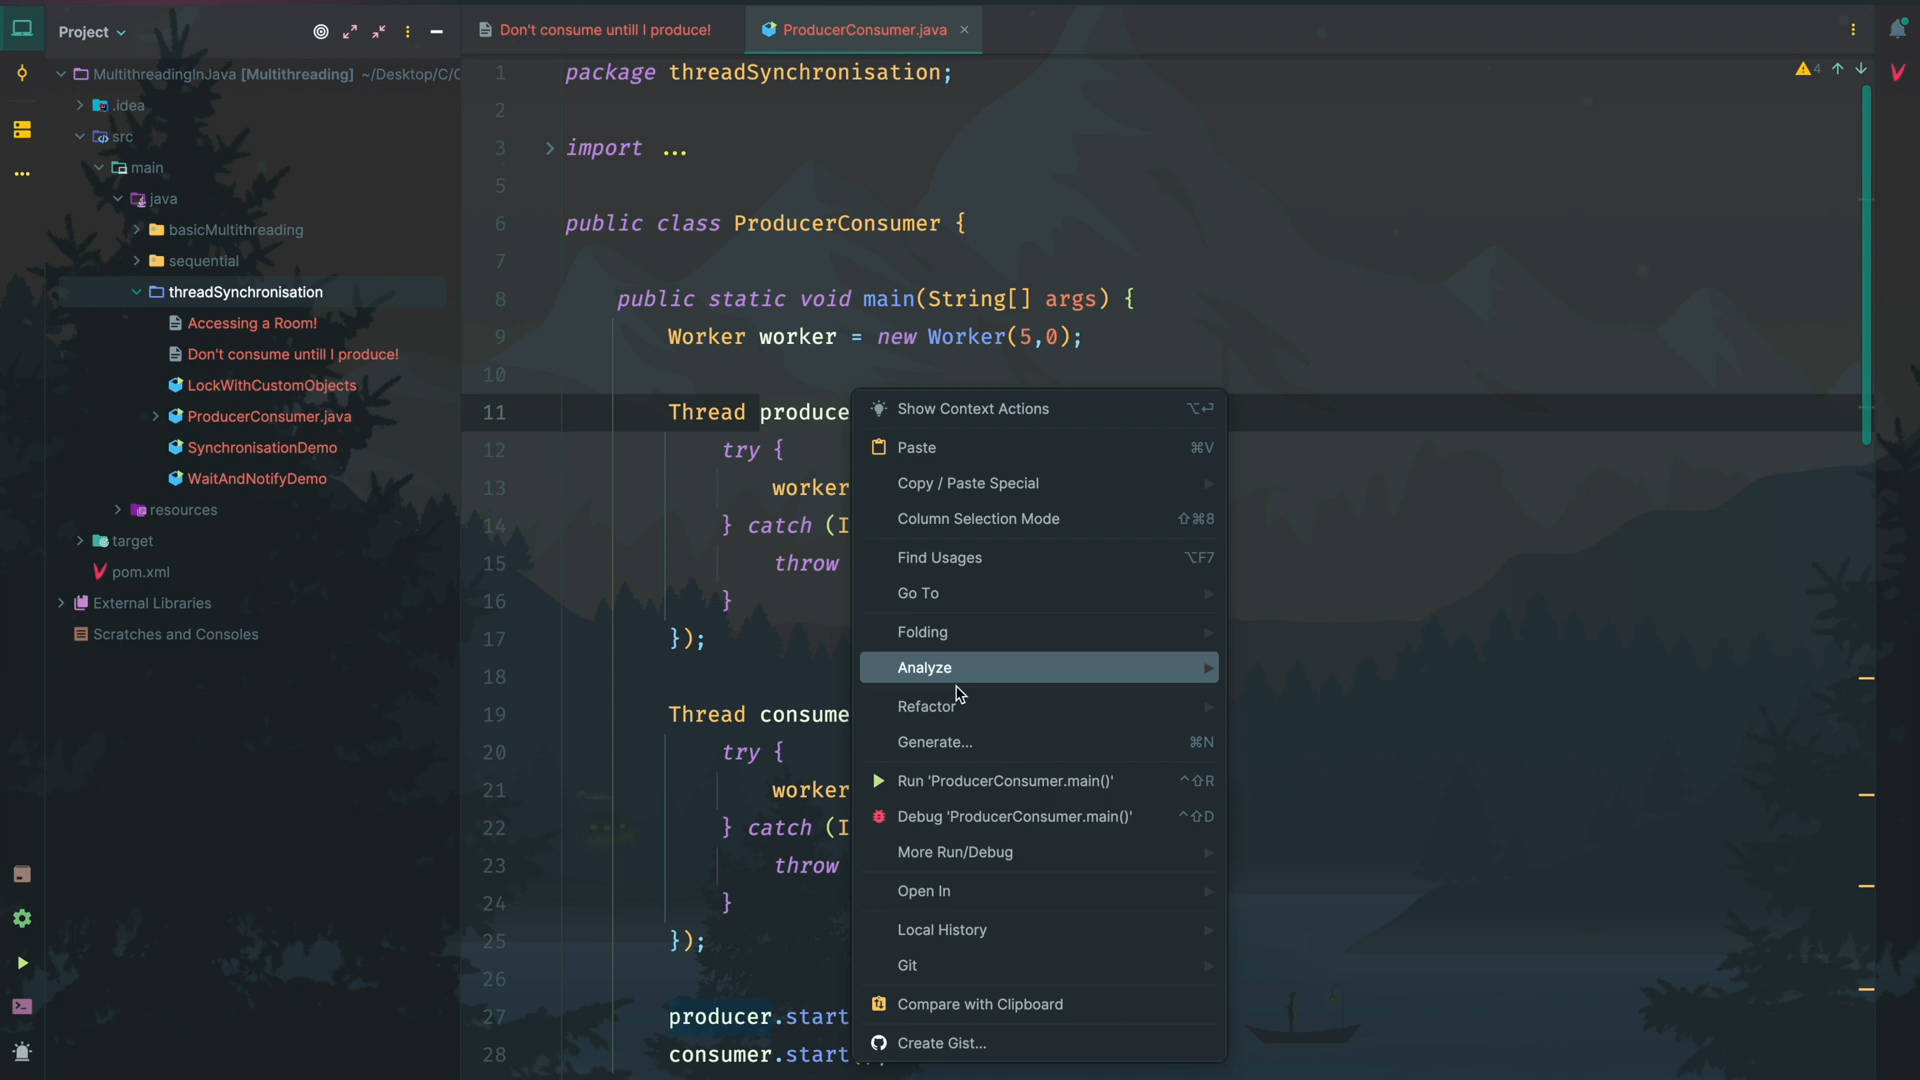 Project
MultithreadingInJava [Multithreading] ~/Desktop/C/C
.idea
src
main
java
basicMultithreading
sequential
threadSynchronisation
Accessing a Room!
Don't consume untill I produce!
LockWithCustomObjects
ProducerConsumer.java
SynchronisationDemo
WaitAndNotifyDemo
resources
target
pom.xml
External Libraries
Scratches and Consoles
Don't consume untill I produce!
ProducerConsumer.java
4
1 package threadSynchronisation;
2
3 import ...
5
6 public class ProducerConsumer {
7
8 public static void main(String[] args) {
9 Worker worker = new Worker(5,0);
10
11 Thread produce
12 try {
13 worker
14 } catch (I
15 throw
16 }
17 });
18
19 Thread consume
20 try {
21 worker
22 } catch (I
23 throw
24 }
25 });
26
27 producer.start
28 consumer.start
Show Context Actions ⌥⏎
Paste ⌘V
Copy / Paste Special
Column Selection Mode ⇧⌘8
Find Usages ⌥F7
Go To
Folding
Analyze
Refactor
Generate... ⌘N
Run 'ProducerConsumer.main()' ⌃⇧R
Debug 'ProducerConsumer.main()' ⌃⇧D
More Run/Debug
Open In
Local History
Git
Compare with Clipboard
Create Gist...